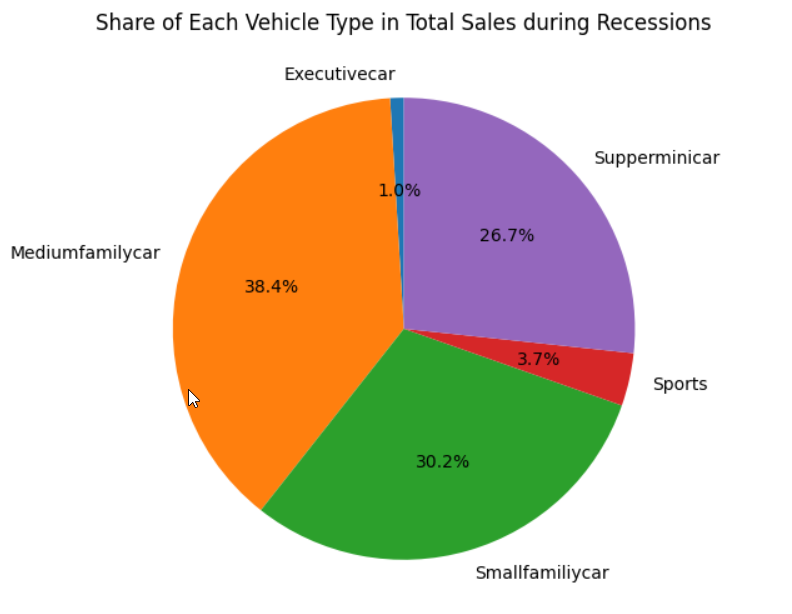 Share of Each Vehicle Type in Total Sales during Recessions
Executivecar
Supperminicar
1.0%
26.7%
Mediumfamilycar
38.4%
3.7%
Sports
30.2%
Smallfamiliycar